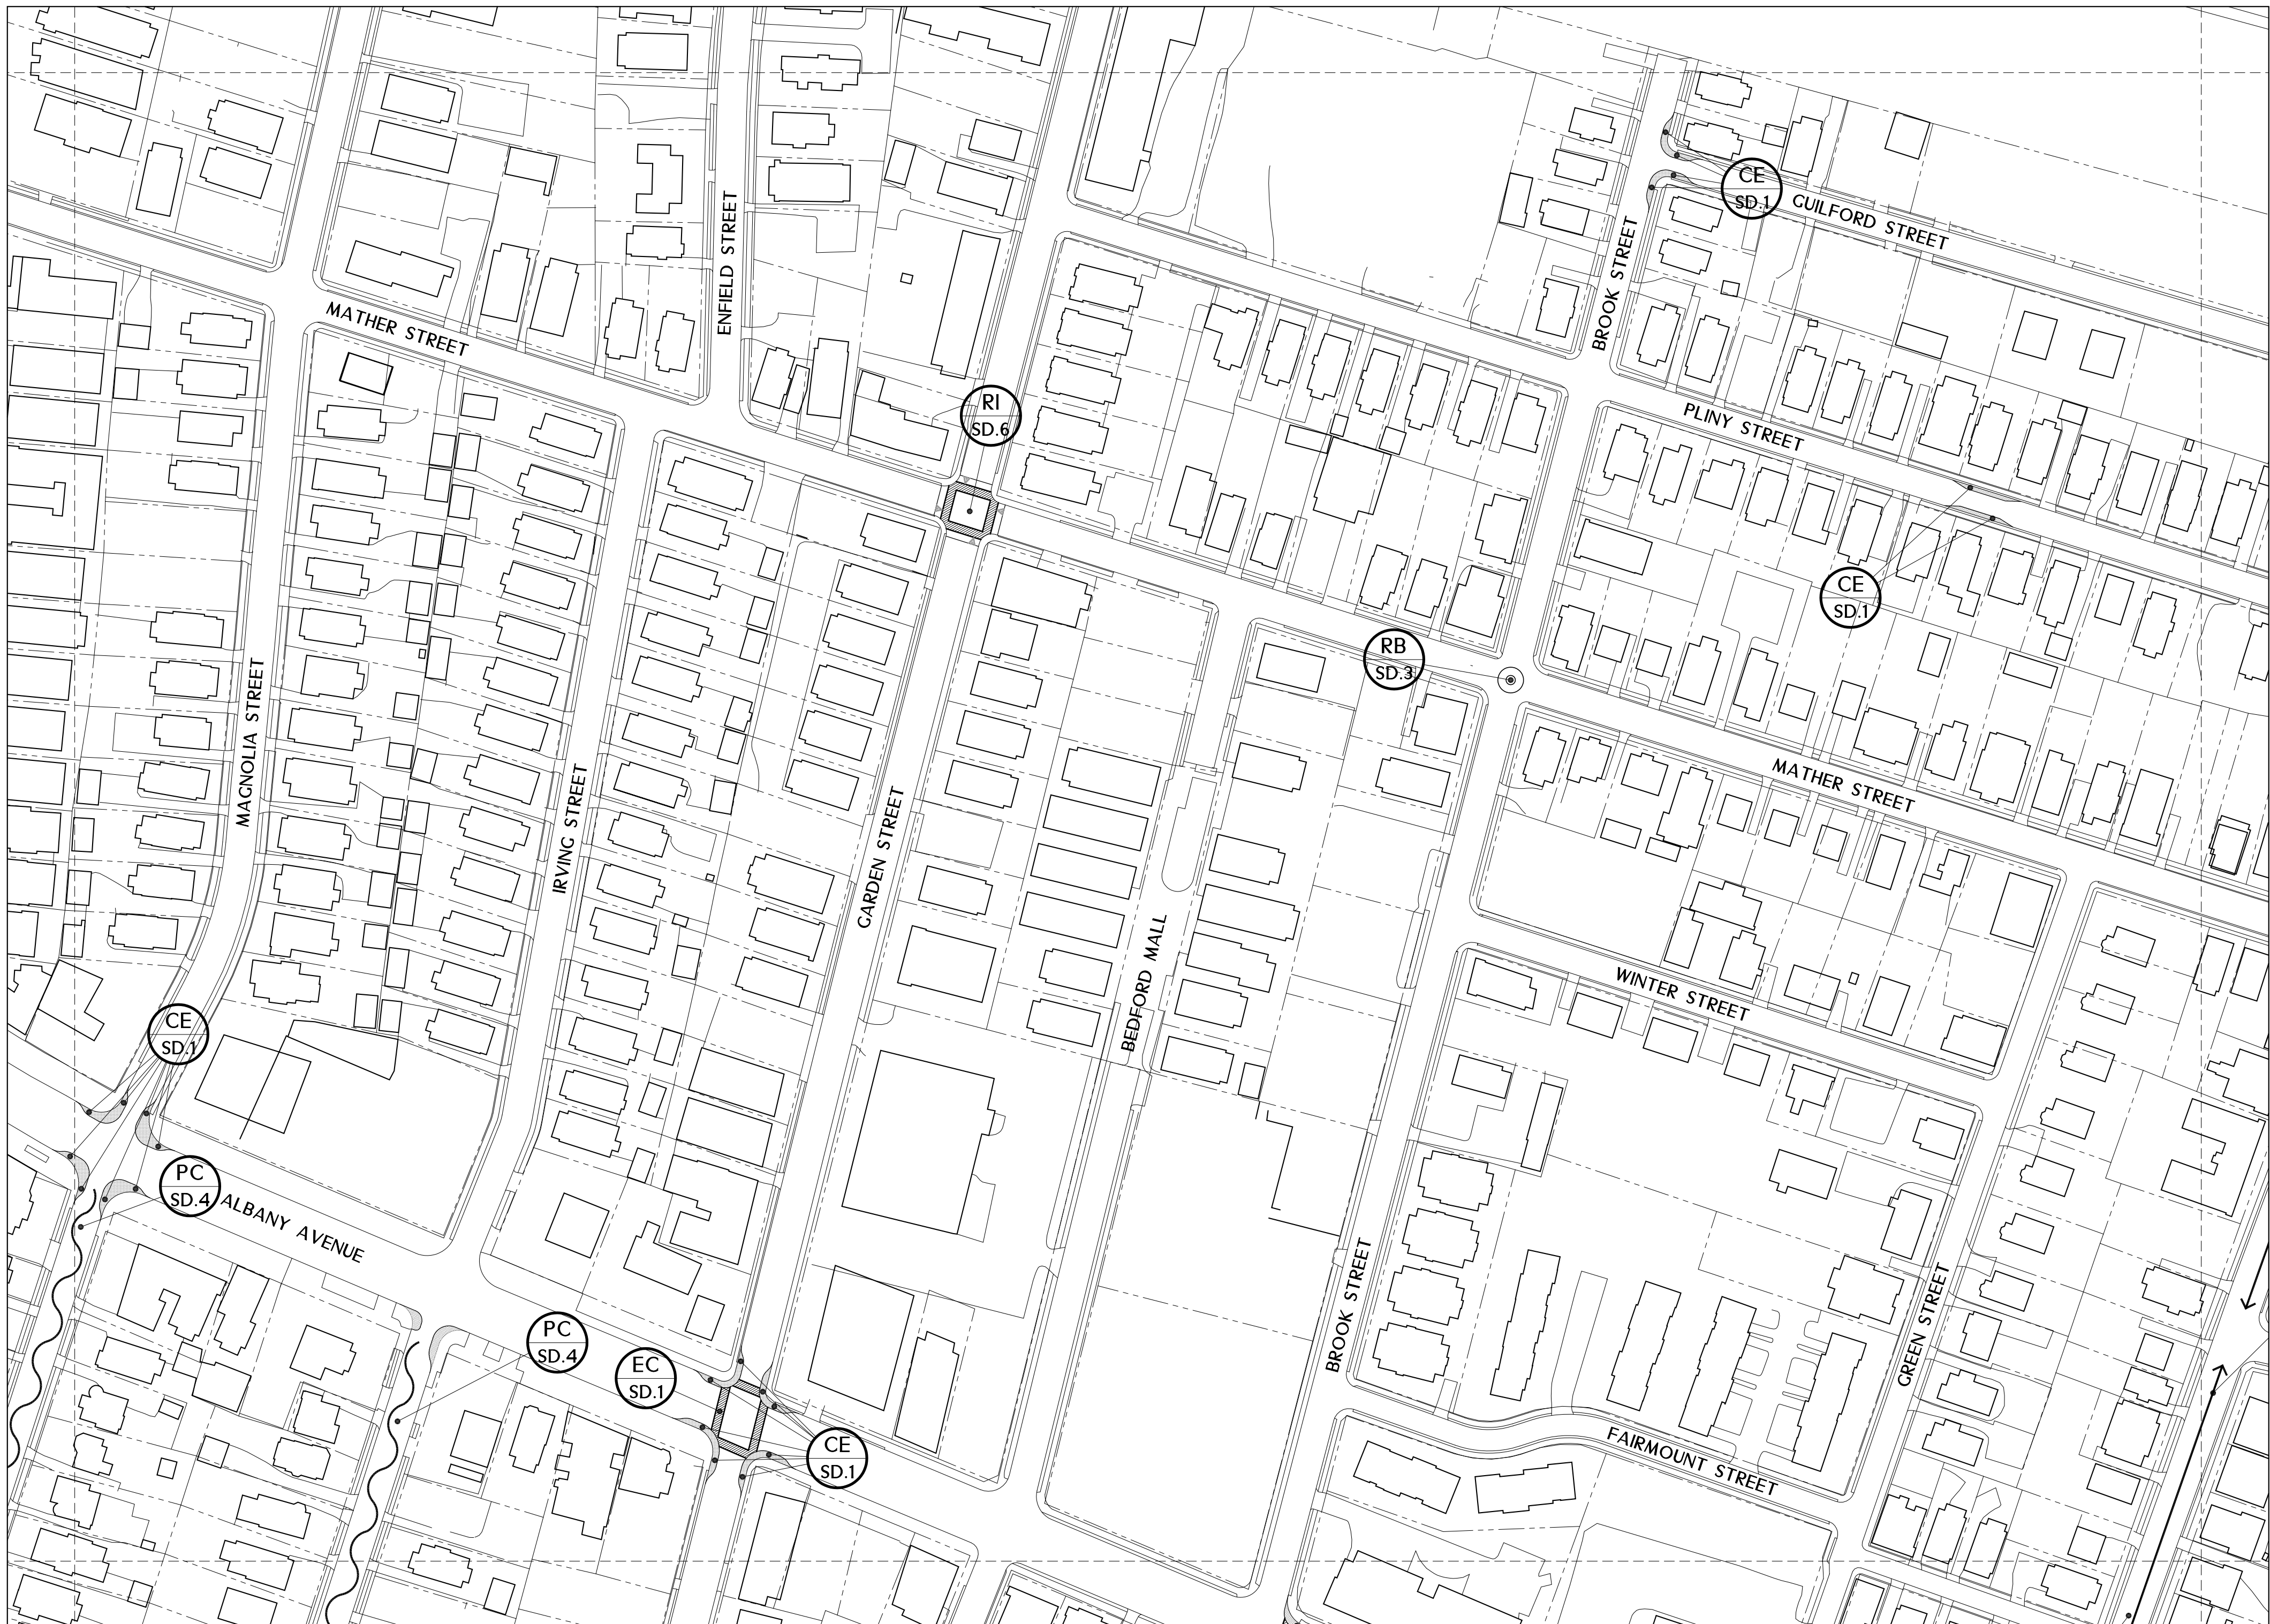 CE
SD.1
GUILFORD STREET
BROOK STREET
ENFIELD STREET
MATHER STREET
RI
SD.6
PLINY STREET
CE
SD.1
RB
SD.3
MAGNOLIA STREET
IRVING STREET
GARDEN STREET
MATHER STREET
BEDFORD MALL
WINTER STREET
CE
SD.1
PC
SD.4
ALBANY AVENUE
PC
SD.4
EC
SD.1
BROOK STREET
GREEN STREET
CE
SD.1
FAIRMOUNT STREET